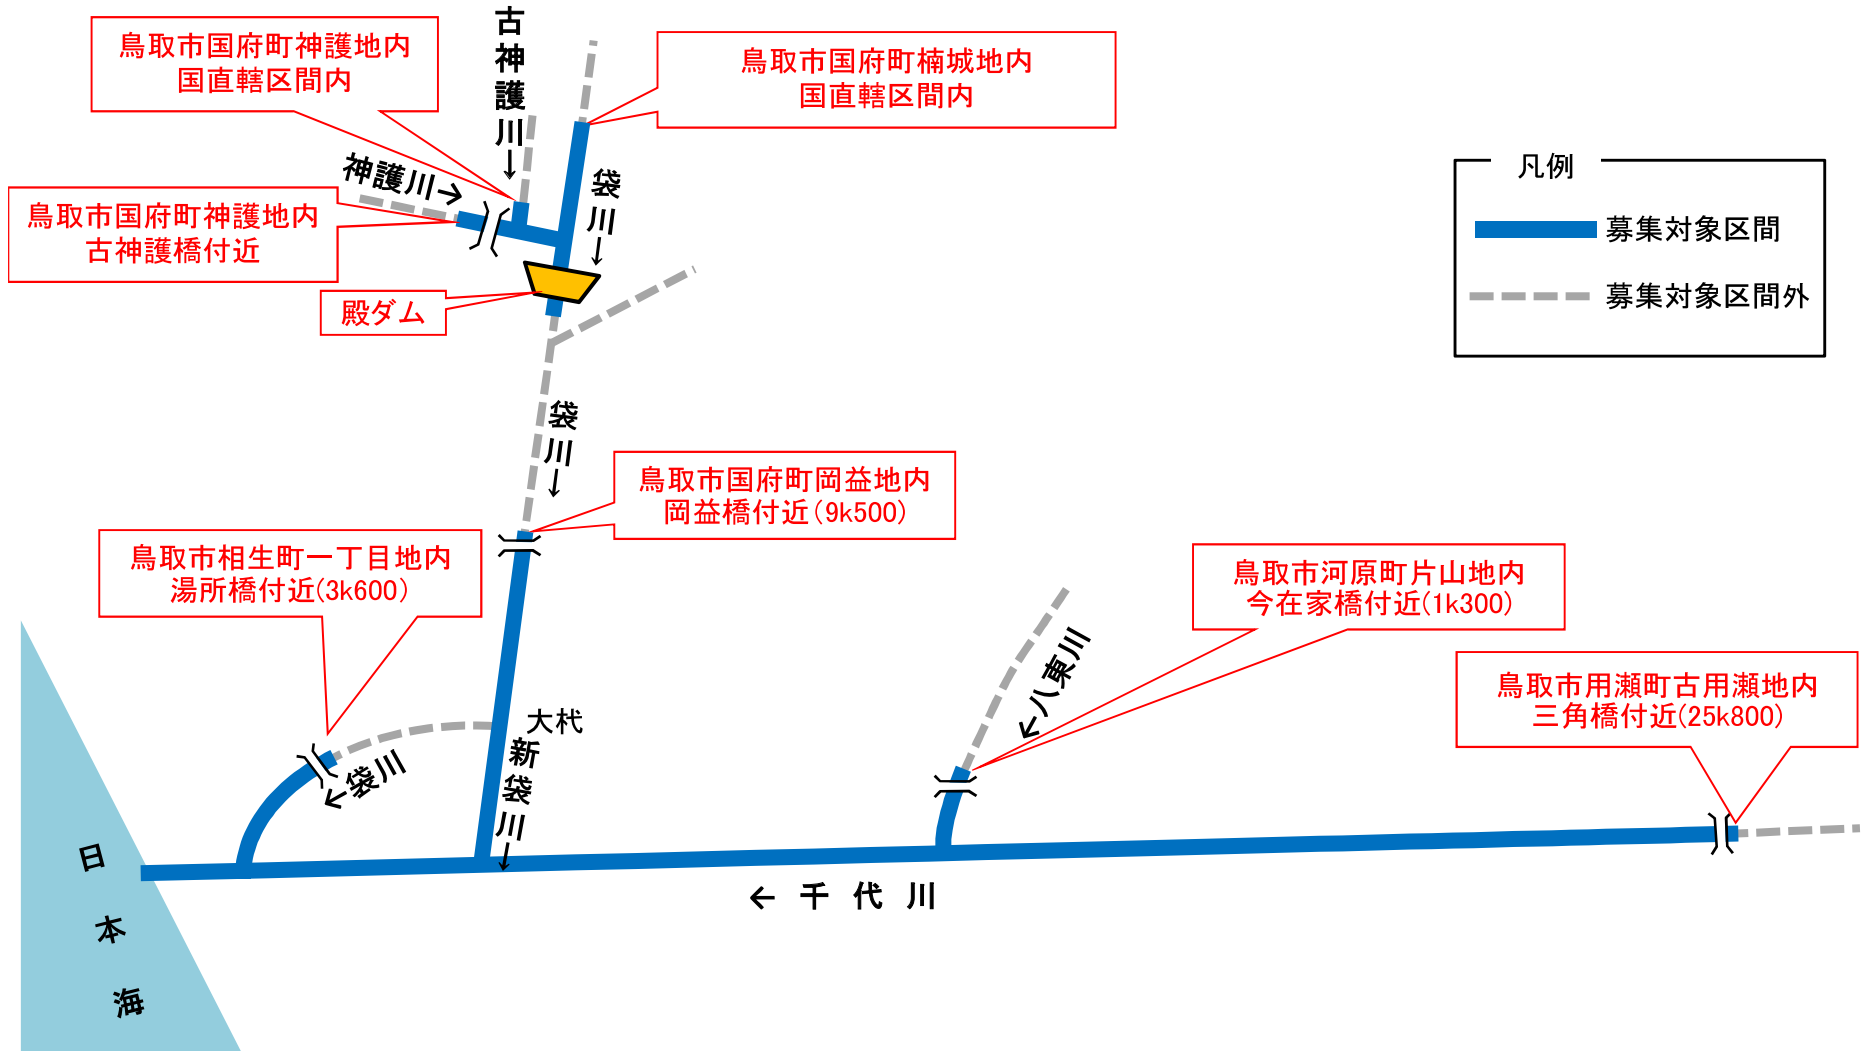 鳥取市国府町神護地内
国直轄区間内
古神護川→
鳥取市国府町楠城地内
国直轄区間内
神護川→
袋川→
鳥取市国府町神護地内
古神護橋付近
殿ダム
凡例
募集対象区間
募集対象区間外
袋川→
鳥取市国府町岡益地内
岡益橋付近(9k500)
鳥取市相生町一丁目地内
湯所橋付近(3k600)
鳥取市河原町片山地内
今在家橋付近(1k300)
←八東川
鳥取市用瀬町古用瀬地内
三角橋付近(25k800)
大杙
新袋川→
←袋川
←千代川
日本海